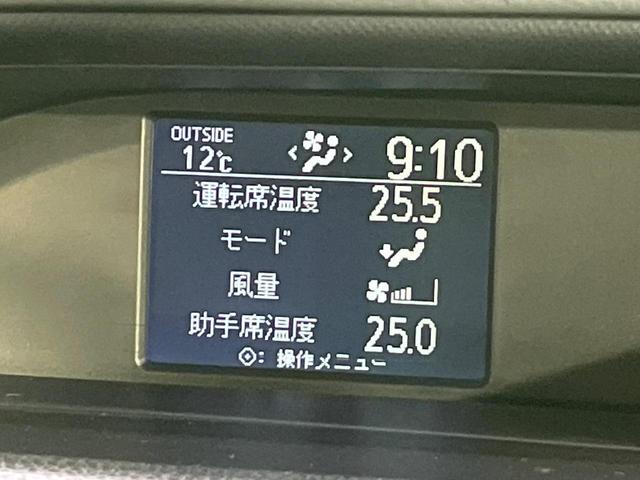 OUTSIDE
12℃ 9:10
運転席温度 25.5
モード
風量
助手席温度 25.0
: 操作メニュー